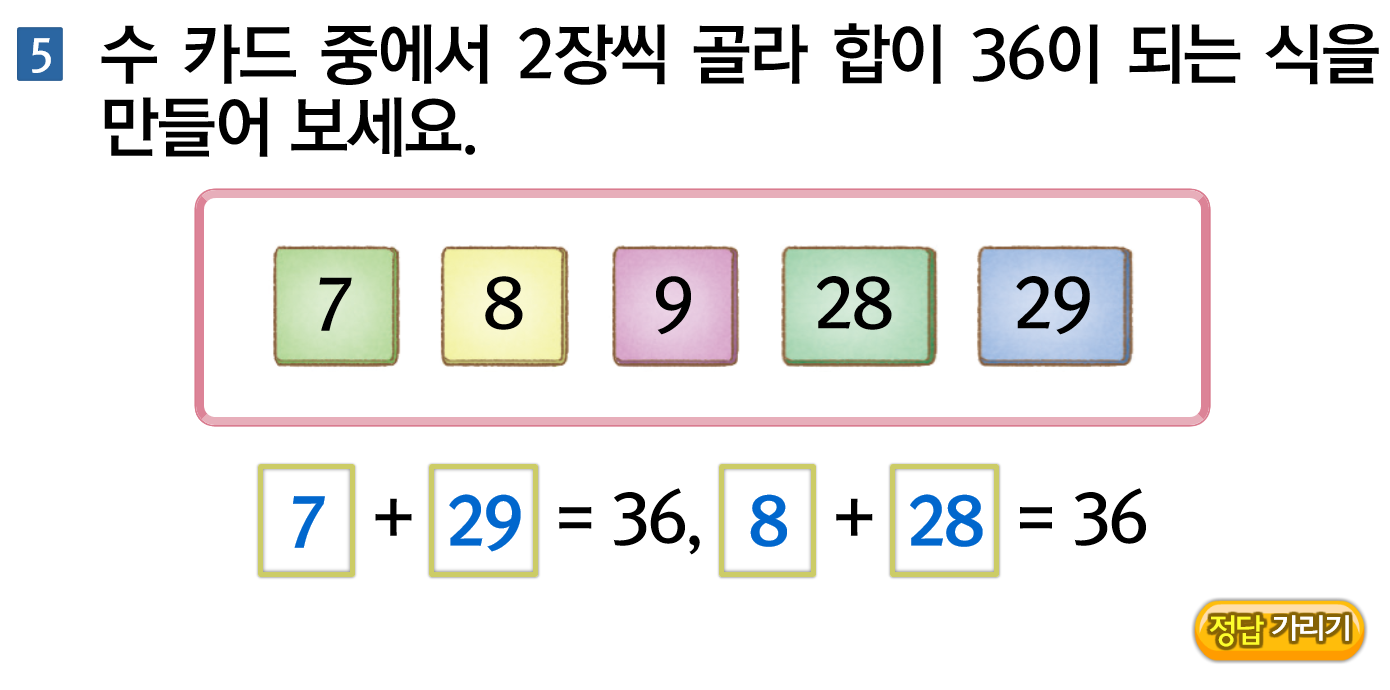 5 수 카드 중에서 2장씩 골라 합이 36이 되는 식을
만들어 보세요.
7 8 9 28 29
7 + 29 = 36, 8 + 28 = 36
정답 가리기